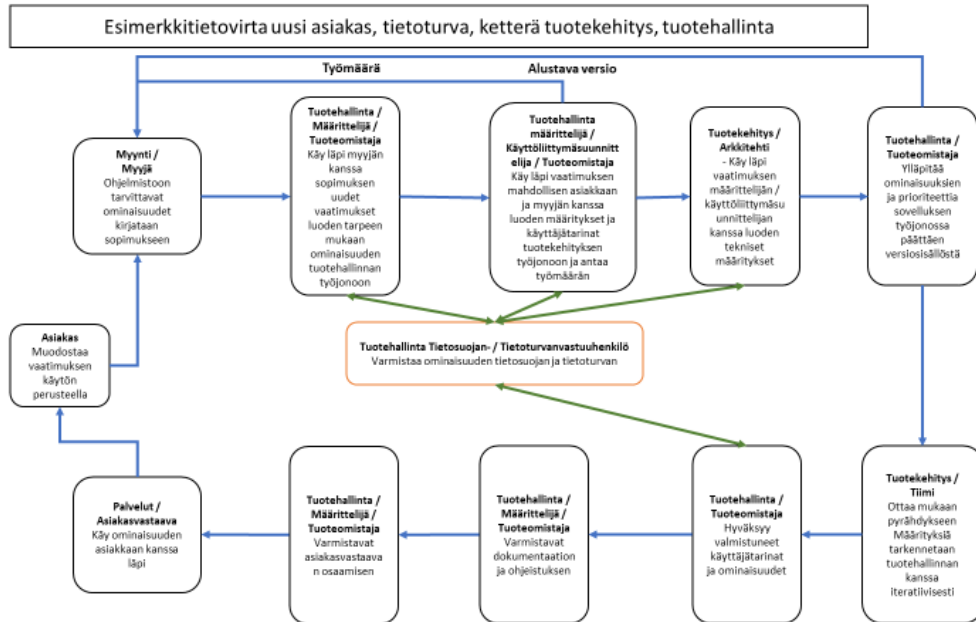 Esimerkkitietovirta uusi asiakas, tietoturva, ketterä tuotekehitys, tuotehallinta
Työmäärä
Alustava versio
Myynti /
Myyjä
Ohjelmistoon
tarvittavat
ominaisuudet
kirjataan
sopimukseen
Tuotehallinta /
Määrittelijä /
Tuoteomistaja
Käy läpi myyjän
kanssa
sopimuksen
uudet
vaatimukset
luoden tarpeen
mukaan
ominaisuuden
tuotehallinnan
työjonoon
Tuotehallinta
määrittelijä /
Käyttöliittymäsuunnitt
elija / Tuoteomistaja
Käy läpi vaatimuksen
mahdollisen asiakkaan
ja myyjän kanssa
luoden määritykset ja
käyttäjätarinat
tuotekehityksen
työjonoon ja antaa
työmäärän
Tuotekehitys /
Arkkitehti
- Käy läpi
vaatimuksen
määrittelijän /
käyttöliittymäsu
unnittelijan
kanssa luoden
tekniset
määritykset
Tuotehallinta /
Tuoteomistaja
Ylläpitää
ominaisuuksien
ja prioriteettia
sovelluksen
työjonossa
päättäen
versiosisällöstä
Asiakas
Muodostaa
vaatimuksen
käytön
perusteella
Tuotehallinta Tietosuojan- / Tietoturvanvastuuhenkilö
Varmistaa ominaisuuden tietosuojan ja tietoturvan
Palvelut /
Asiakasvastaava
Käy ominaisuuden
asiakkaan kanssa
läpi
Tuotehallinta /
Määrittelijä /
Tuoteomistaja
Varmistavat
asiakasvastaava
n osaamisen
Tuotehallinta /
Määrittelijä /
Tuoteomistaja
Varmistavat
dokumentaation
ja ohjeistuksen
Tuotehallinta /
Tuoteomistaja
Hyväksyy
valmistuneet
käyttäjätarinat
ja ominaisuudet
Tuotekehitys /
Tiimi
Ottaa mukaan
pyrähdykseen
Määrityksiä
tarkennetaan
tuotehallinnan
kanssa
iteratiivisesti